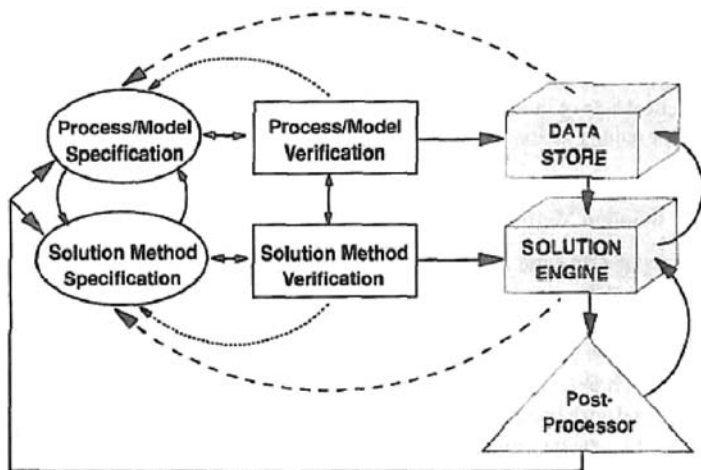 Process/Model
Specification
Process/Model
Verification
DATA
STORE
Solution Method
Specification
Solution Method
Verification
SOLUTION
ENGINE
Post-
Processor